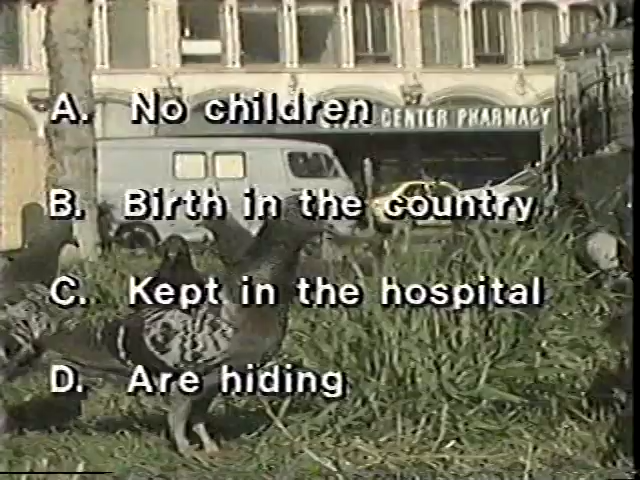 A. No children
CENTER PHARMACY
B. Birth in the country
C. Kept in the hospital
D. Are hiding